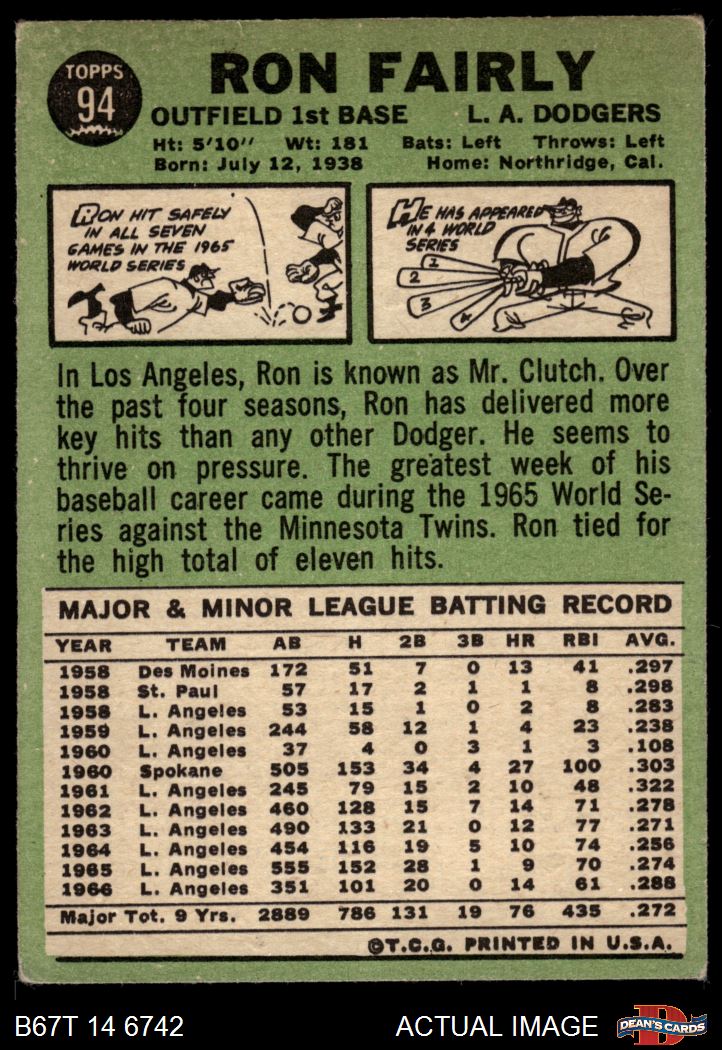 TOPPS
94
RON FAIRLY
OUTFIELD 1st BASE L. A. DODGERS
Ht: 5'10" Wt: 181 Bats: Left Throws: Left
Born: July 12, 1938 Home: Northridge, Cal.
RON HIT SAFELY
IN ALL SEVEN
GAMES IN THE 1965
WORLD SERIES
HE HAS APPEARED
IN 4 WORLD
SERIES
1
2
3
4
In Los Angeles, Ron is known as Mr. Clutch. Over
the past four seasons, Ron has delivered more
key hits than any other Dodger. He seems to
thrive on pressure. The greatest week of his
baseball career came during the 1965 World Se-
ries against the Minnesota Twins. Ron tied for
the high total of eleven hits.
MAJOR & MINOR LEAGUE BATTING RECORD
YEAR TEAM AB H 2B 3B HR RBI AVG.
1958 Des Moines 172 51 7 0 13 41 .297
1958 St. Paul 57 17 2 1 1 8 .298
1958 L. Angeles 53 15 1 0 2 8 .283
1959 L. Angeles 244 58 12 1 4 23 .238
1960 L. Angeles 37 4 0 3 1 3 .108
1960 Spokane 505 153 34 4 27 100 .303
1961 L. Angeles 245 79 15 2 10 48 .322
1962 L. Angeles 460 128 15 7 14 71 .278
1963 L. Angeles 490 133 21 0 12 77 .271
1964 L. Angeles 454 116 19 5 10 74 .256
1965 L. Angeles 555 152 28 1 9 70 .274
1966 L. Angeles 351 101 20 0 14 61 .288
Major Tot. 9 Yrs. 2889 786 131 19 76 435 .272
©T.C.G. PRINTED IN U.S.A.
B67T 14 6742 ACTUAL IMAGE
D
DEAN'S CARDS